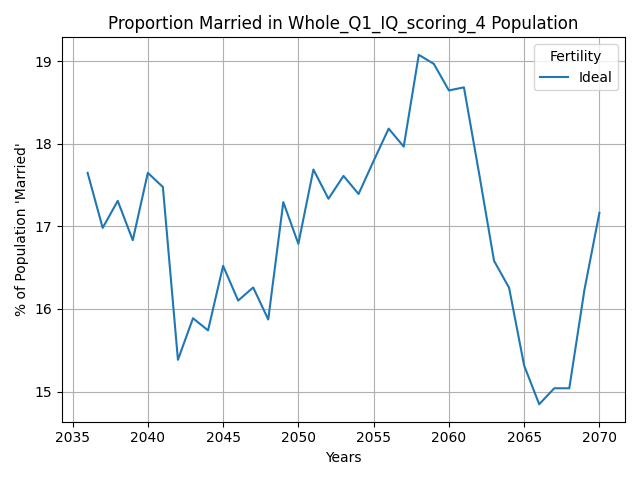 Proportion Married in Whole_Q1_IQ_scoring_4 Population
Fertility
Ideal
% of Population 'Married'
19
18
17
16
15
2035 2040 2045 2050 2055 2060 2065 2070
Years